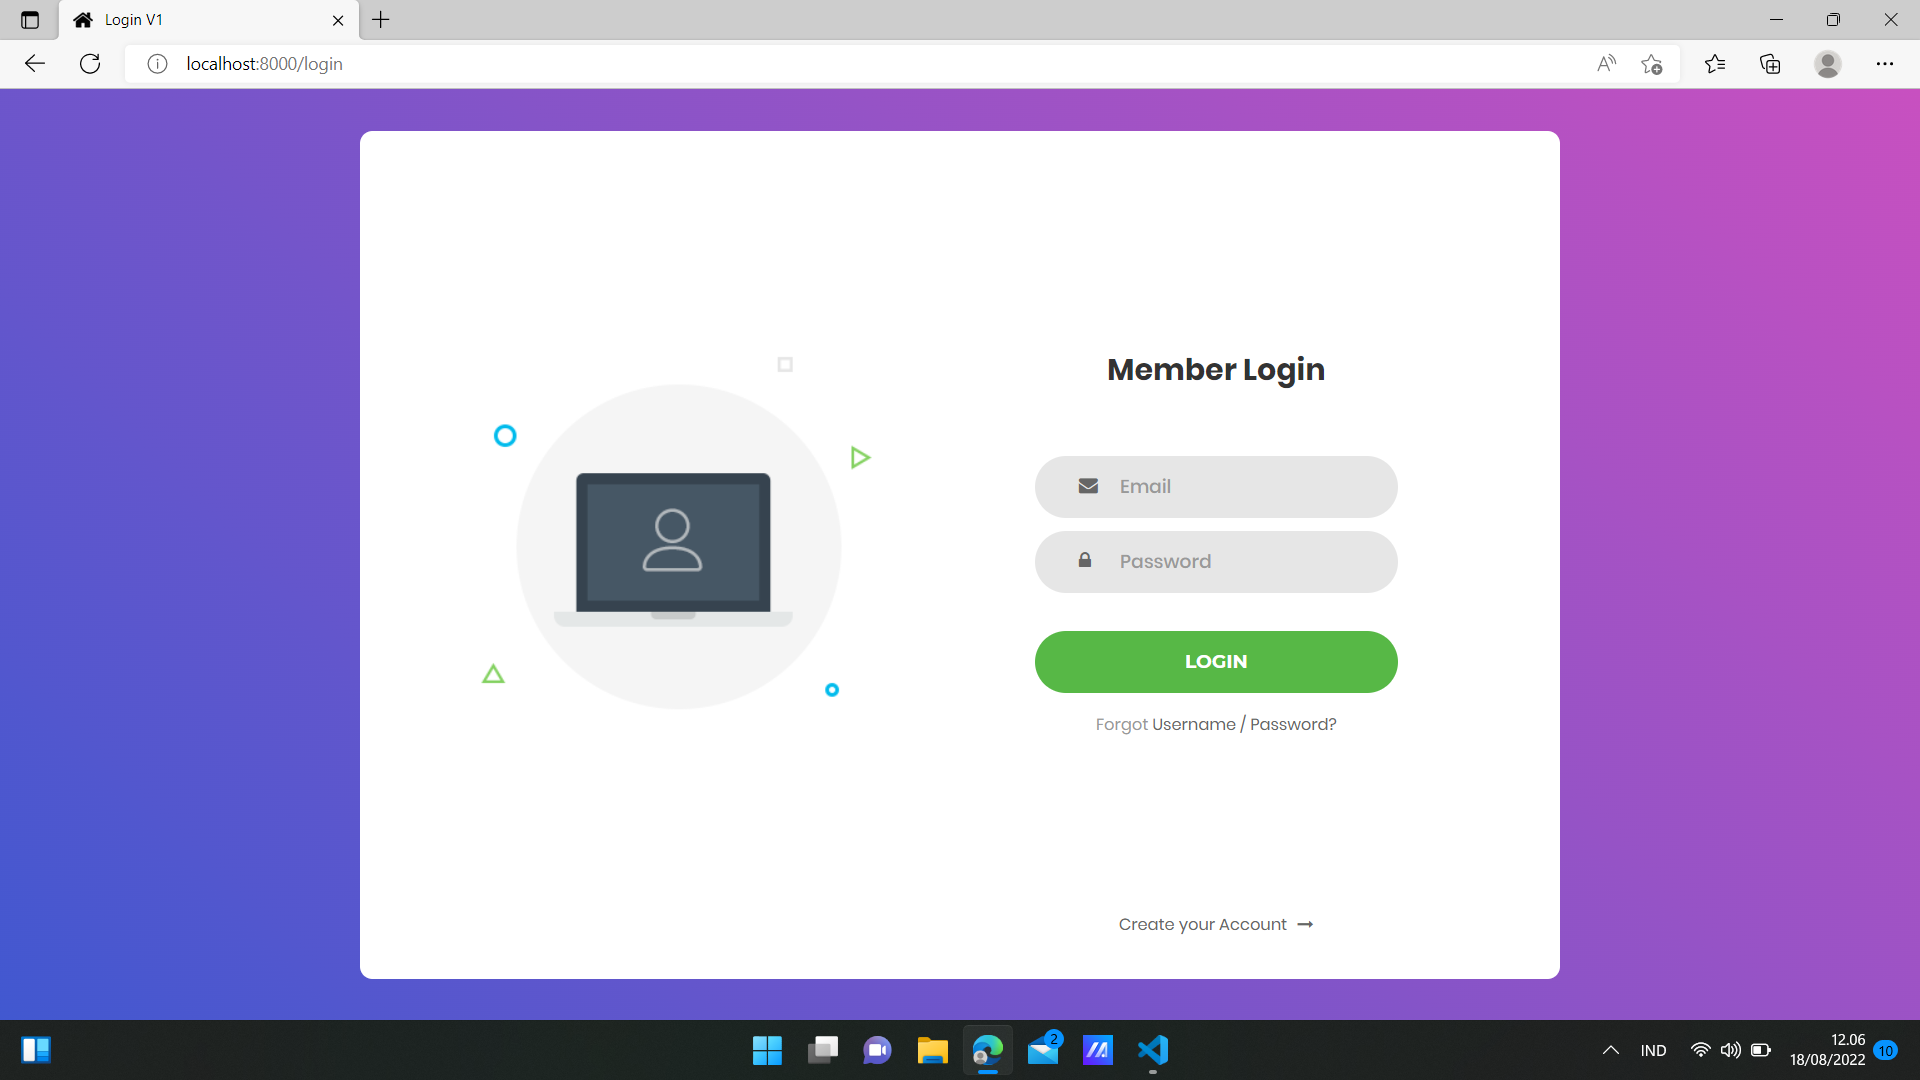 Login V1
localhost:8000/login
Member Login
Email
Password
LOGIN
Forgot Username / Password?
Create your Account
2
IND
12.06
18/08/2022
10